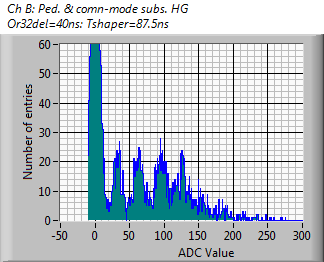 Ch B: Ped. & comn-mode subs. HG
Or32del=40ns: Tshaper=87.5ns
60
50
40
30
20
10
0
Number of entries
-50 0 50 100 150 200 250 300
ADC Value